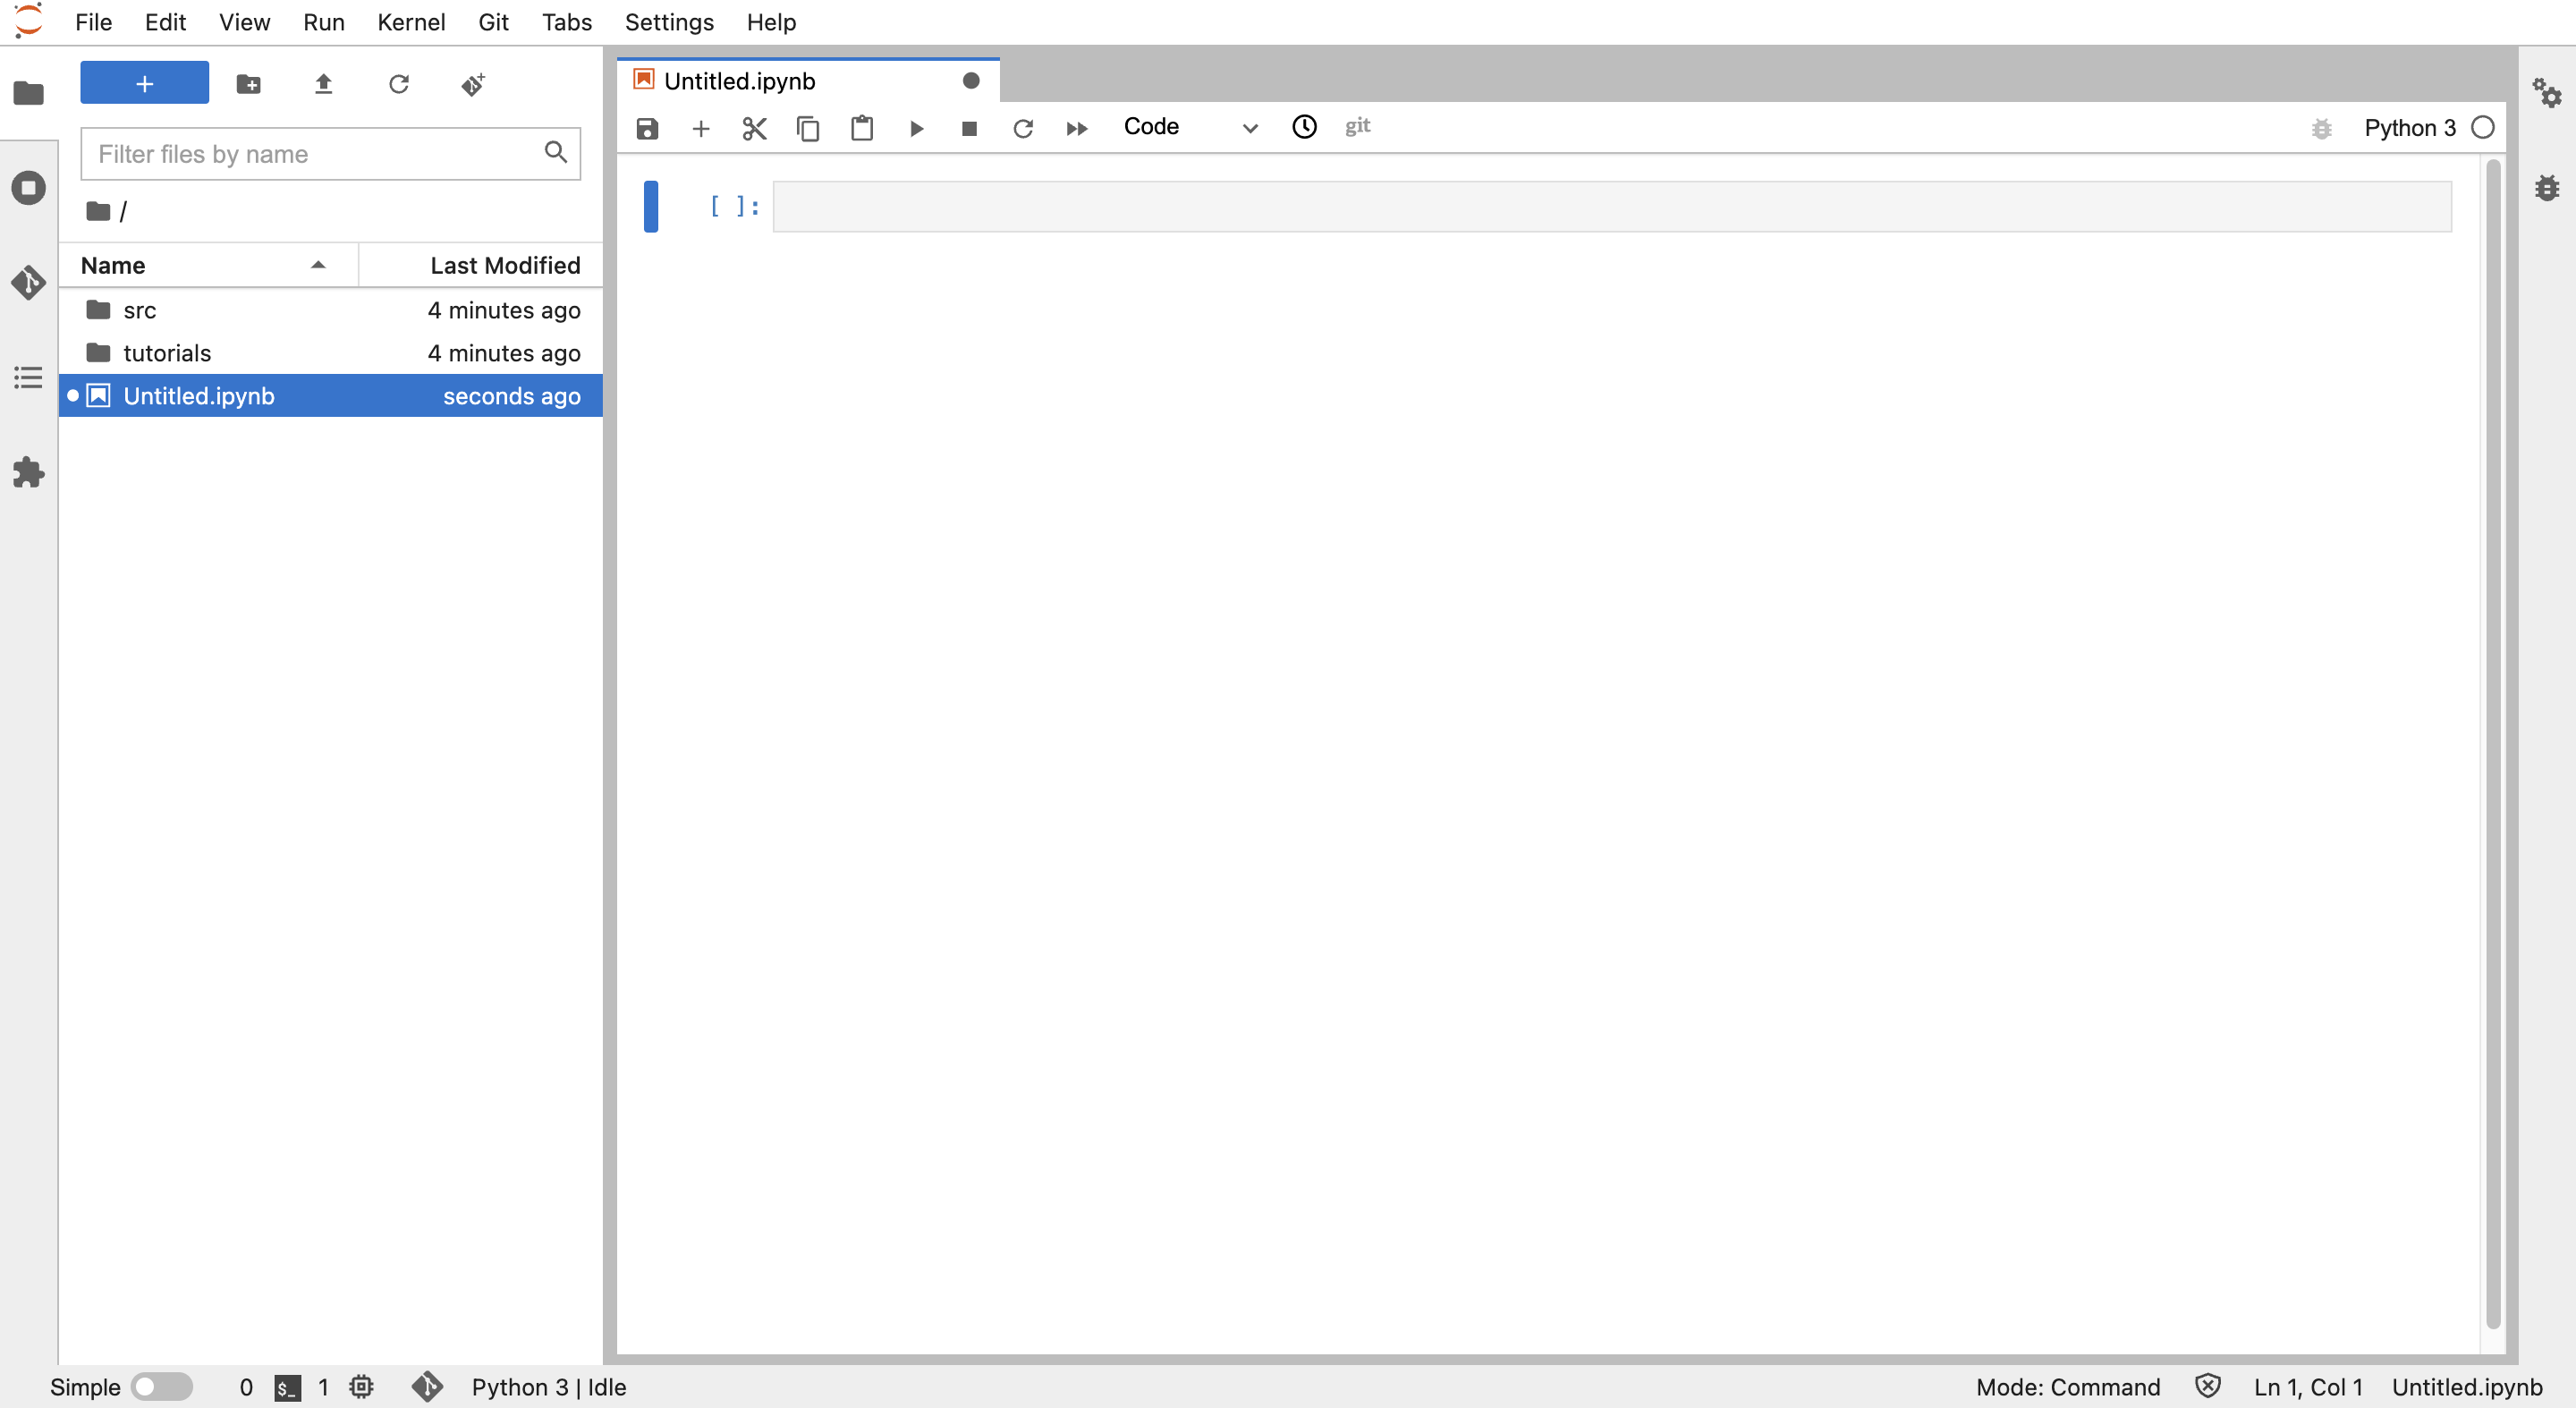 File Edit View Run Kernel Git Tabs Settings Help
Untitled.ipynb
Code
git
Python 3
Filter files by name
/
[ ]:
Name Last Modified
src 4 minutes ago
tutorials 4 minutes ago
Untitled.ipynb seconds ago
Simple 0 $_ 1 Python 3 | Idle Mode: Command Ln 1, Col 1 Untitled.ipynb